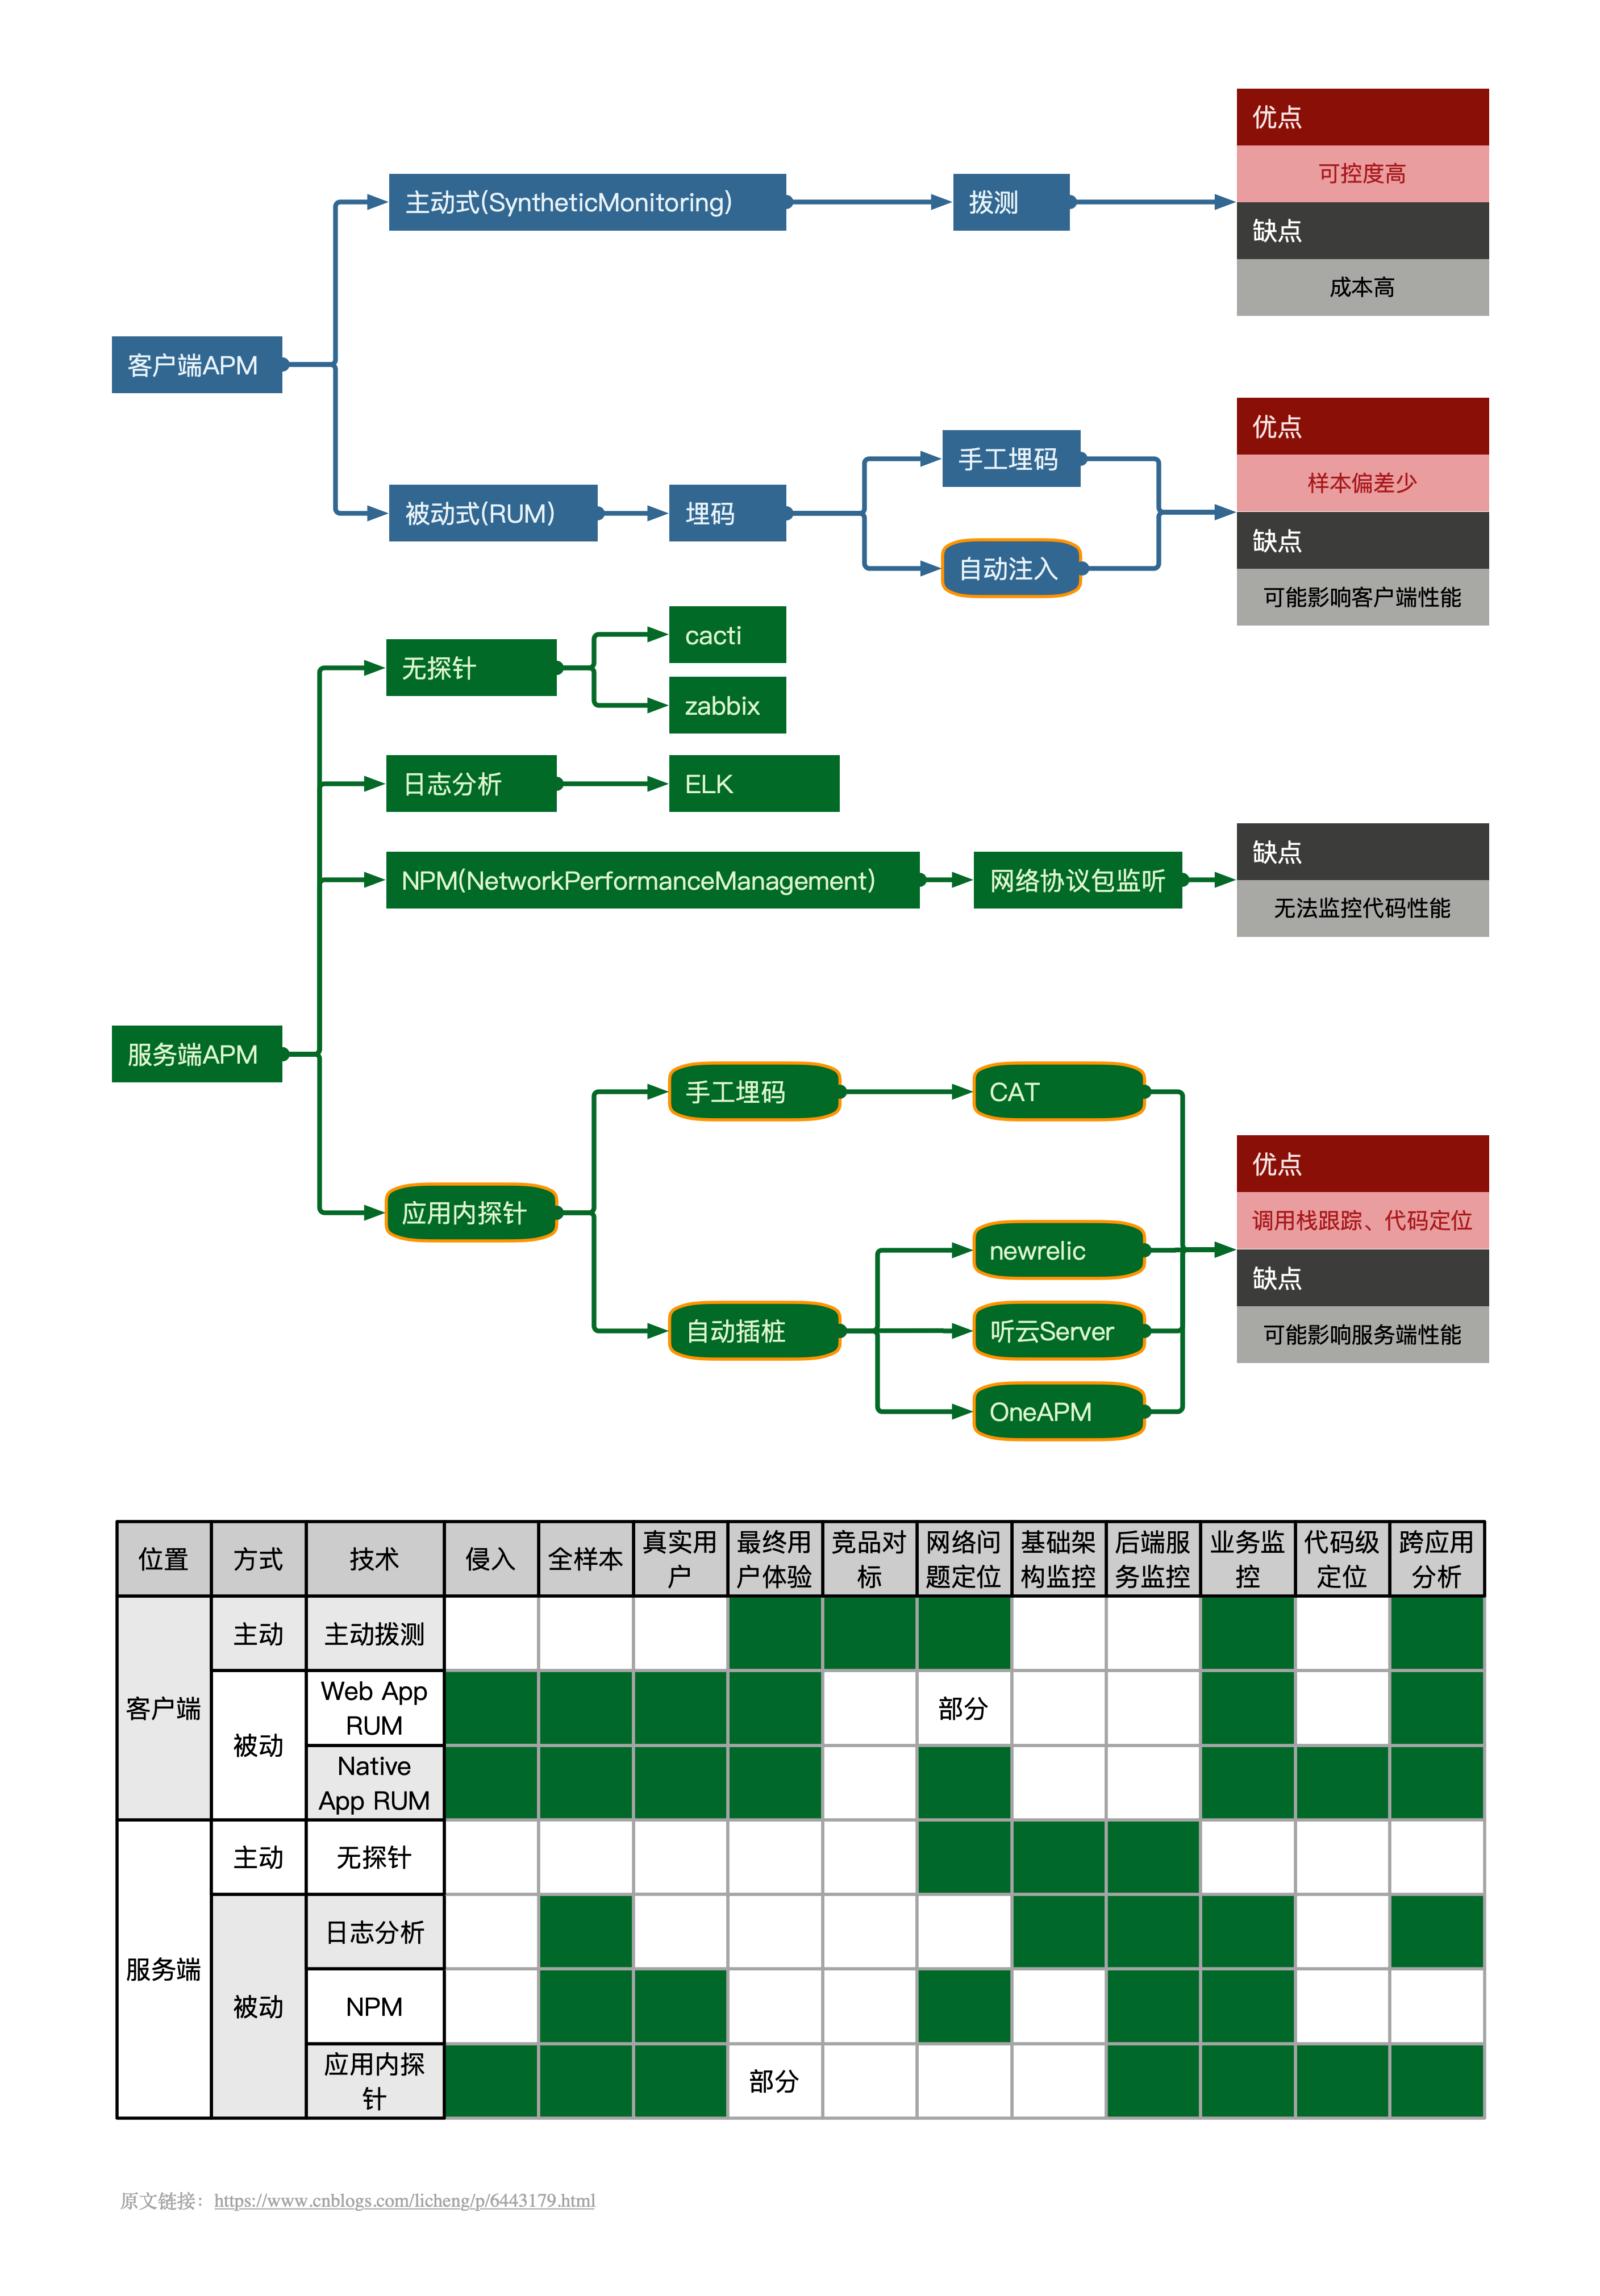 优点
可控度高
主动式(SyntheticMonitoring)
拨测
缺点
成本高
客户端APM
优点
手工埋码
样本偏差少
被动式(RUM)
埋码
缺点
自动注入
可能影响客户端性能
cacti
无探针
zabbix
日志分析
ELK
缺点
NPM(NetworkPerformanceManagement)
网络协议包监听
无法监控代码性能
服务端APM
手工埋码
CAT
优点
应用内探针
调用栈跟踪、代码定位
newrelic
缺点
自动插桩
听云Server
可能影响服务端性能
OneAPM
位置 方式 技术 侵入 全样本 真实用户 最终用户体验 竞品对标 网络问题定位 基础架构监控 后端服务监控 业务监控 代码级定位 跨应用分析
客户端
主动
主动拨测
被动
Web App
RUM
部分
Native
App RUM
服务端
主动
无探针
被动
日志分析
NPM
应用内探
针
部分
原文链接：https://www.cnblogs.com/licheng/p/6443179.html